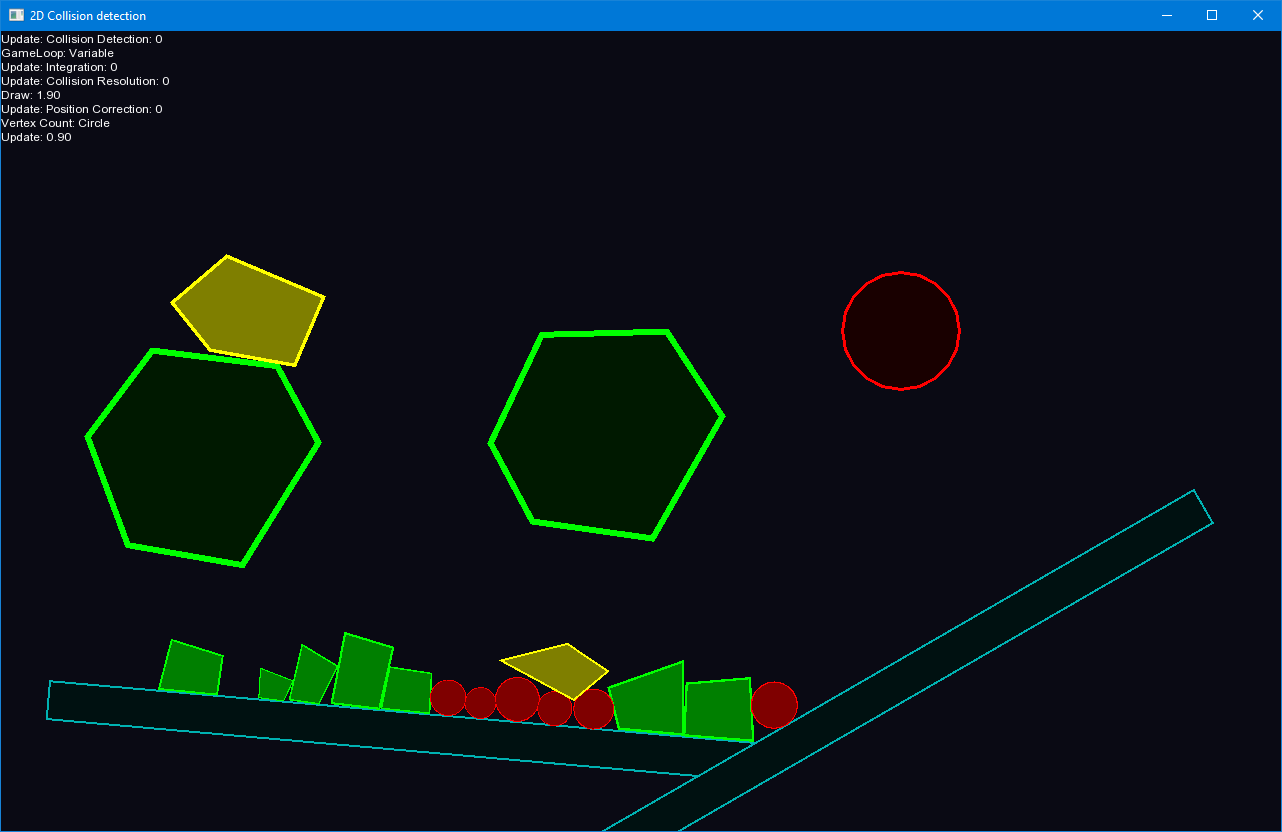 2D Collision detection
Update: Collision Detection: 0
GameLoop: Variable
Update: Integration: 0
Update: Collision Resolution: 0
Draw: 1.90
Update: Position Correction: 0
Vertex Count: Circle
Update: 0.90